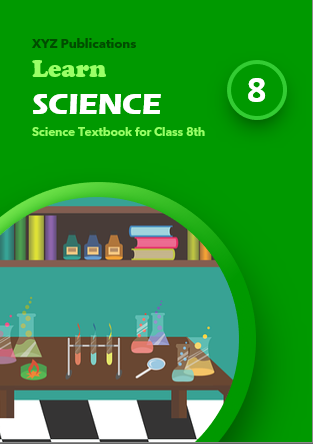 XYZ Publications
Learn
SCIENCE
8
Science Textbook for Class 8th